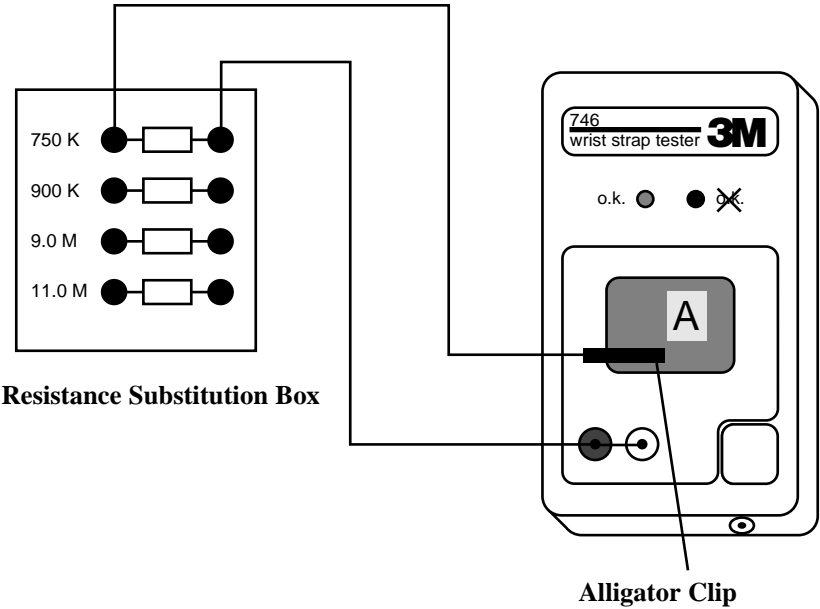 750 K
900 K
9.0 M
11.0 M
Resistance Substitution Box
746
wrist strap tester 3M
o.k. o.k.
A
Alligator Clip